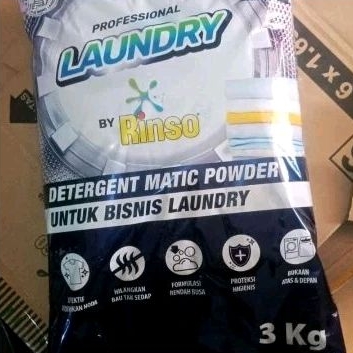 PROFESSIONAL
LAUNDRY
BY Rinso
DETERGENT MATIC POWDER
UNTUK BISNIS LAUNDRY
HILANGKAN
BAU TAK SEDAP
FORMULASI
RENDAH BUSA
PROTEKSI
HIGIENIS
BUKAAN
ATAS & DEPAN
3 Kg